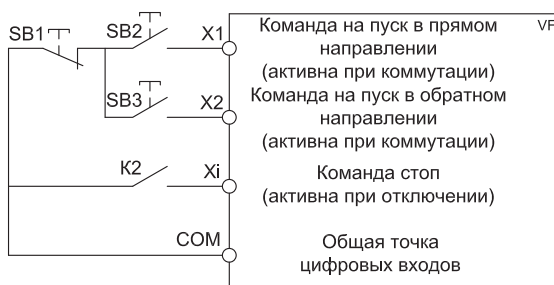 SB1
SB2
X1
Команда на пуск в прямом
направлении
(активна при коммутации)
VF
SB3
X2
Команда на пуск в обратном
направлении
(активна при коммутации)
К2
Xi
Команда стоп
(активна при отключении)
COM
Общая точка
цифровых входов